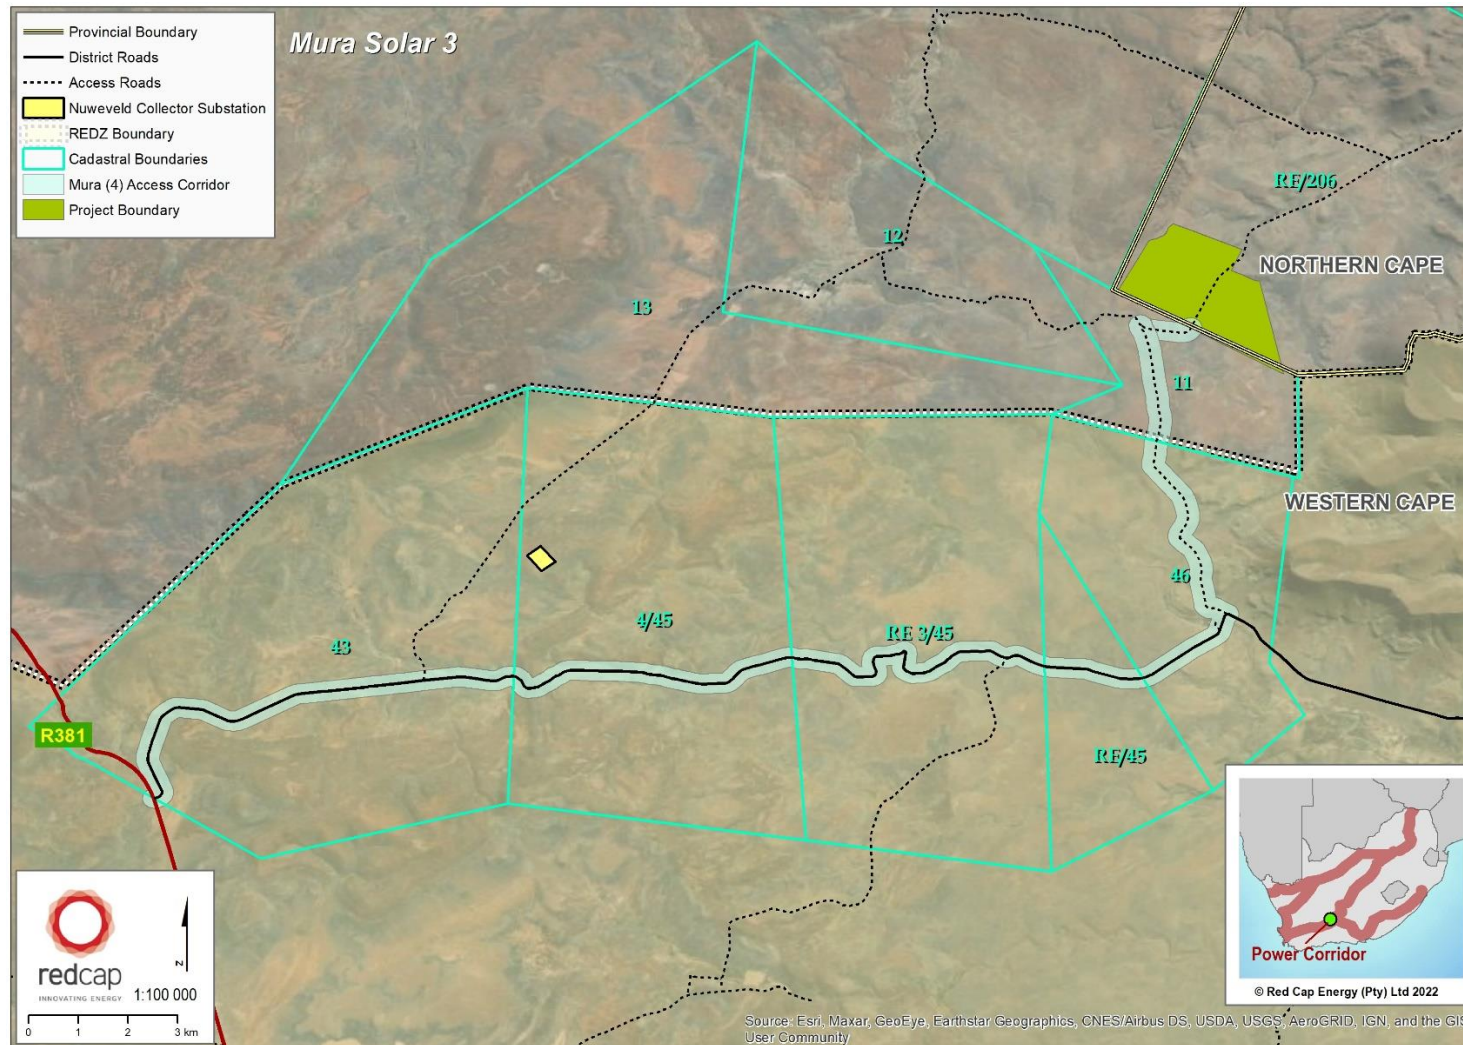 Provincial Boundary
District Roads
Access Roads
Nuweveld Collector Substation
REDZ Boundary
Cadastral Boundaries
Mura (4) Access Corridor
Project Boundary
Mura Solar 3
RE/206
12
NORTHERN CAPE
13
11
WESTERN CAPE
46
4/45
RE 3/45
43
R381
RE/45
redcap
INNOVATING ENERGY
N
1:100 000
0 1 2 3 km
Power Corridor
© Red Cap Energy (Pty) Ltd 2022
Source: Esri, Maxar, GeoEye, Earthstar Geographics, CNES/Airbus DS, USDA, USGS, AeroGRID, IGN, and the GIS
User Community